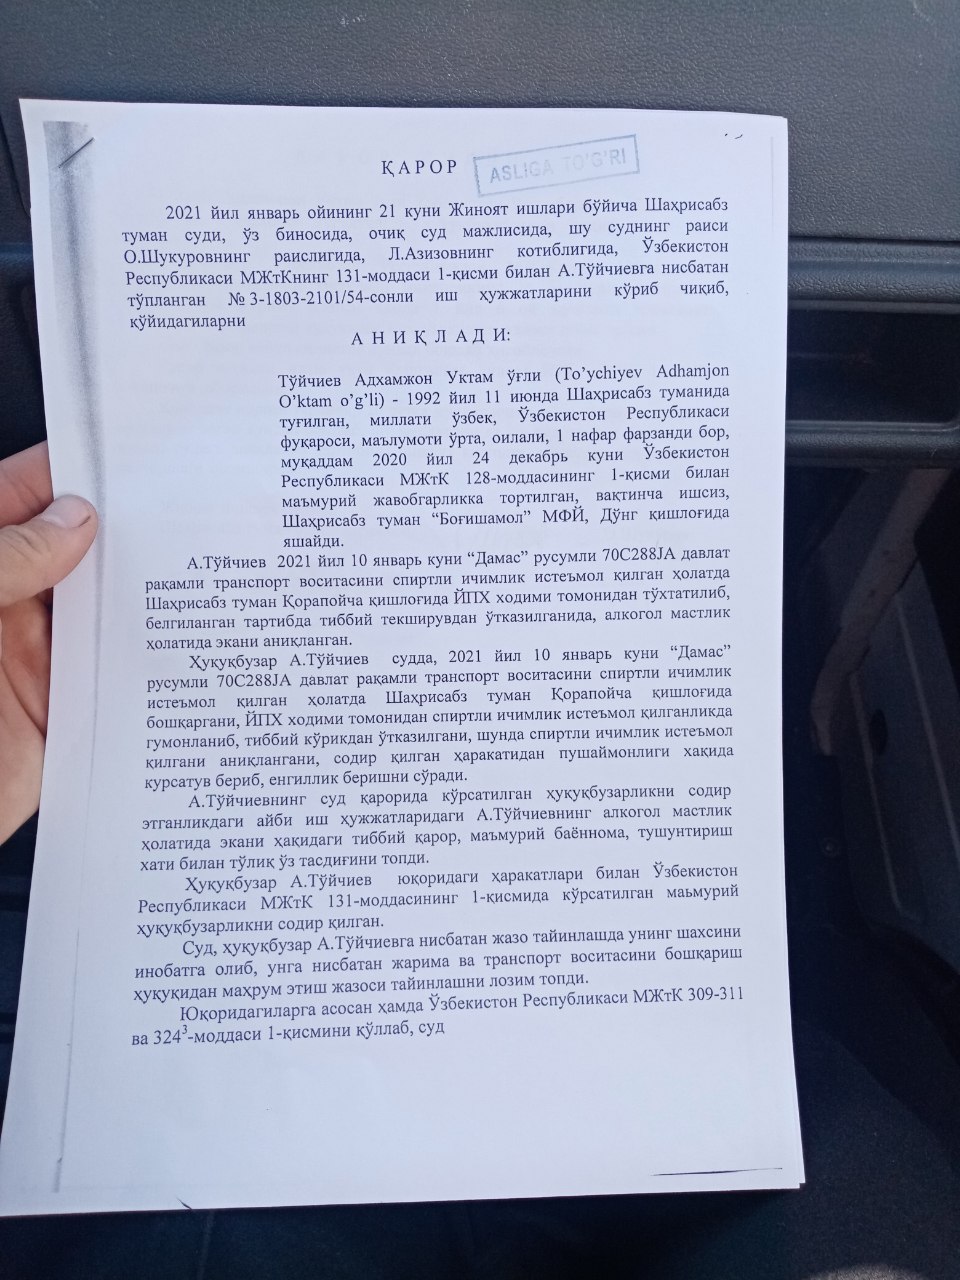 ҚАРОР
ASLIGA TO'G'RI
2021 йил январь ойининг 21 куни Жиноят ишлари бўйича Шаҳрисабз
туман суди, ўз биносида, очиқ суд мажлисида, шу суднинг раиси
О.Шукуровнинг раислигида, Л.Азизовнинг котиблигида, Ўзбекистон
Республикаси МЖтКнинг 131-моддаси 1-қисми билан А.Тўйчиевга нисбатан
тўпланган №3-1803-2101/54-сонли иш ҳужжатларини кўриб чиқиб,
қўйидагиларни
А Н И Қ Л А Д И:
Тўйчиев Адхамжон Уктам ўғли (To'ychiyev Adhamjon
O'ktam o'g'li) - 1992 йил 11 июнда Шаҳрисабз туманида
туғилган, миллати ўзбек, Ўзбекистон Республикаси
фуқароси, маълумоти ўрта, оилали, 1 нафар фарзанди бор,
муқаддам 2020 йил 24 декабрь куни Ўзбекистон
Республикаси МЖтК 128-моддасининг 1-қисми билан
маъмурий жавобгарликка тортилган, вақтинча ишсиз,
Шаҳрисабз туман “Боғишамол” МФЙ, Дўнг қишлоғида
яшайди.
А.Тўйчиев 2021 йил 10 январь куни “Дамас” русумли 70С288JA давлат
рақамли транспорт воситасини спиртли ичимлик истеъмол қилган ҳолатда
Шаҳрисабз туман Қорапойча қишлоғида ЙПХ ходими томонидан тўхтатилиб,
белгиланган тартибда тиббий текширувдан ўтказилганида, алкогол мастлик
ҳолатида экани аниқланган.
Ҳуқуқбузар А.Тўйчиев судда, 2021 йил 10 январь куни “Дамас”
русумли 70С288JA давлат рақамли транспорт воситасини спиртли ичимлик
истеъмол қилган ҳолатда Шаҳрисабз туман Қорапойча қишлоғида
бошқаргани, ЙПХ ходими томонидан спиртли ичимлик истеъмол қилганликда
гумонланиб, тиббий кўрикдан ўтказилгани, шунда спиртли ичимлик истеъмол
қилгани аниқлангани, содир қилган ҳаракатидан пушаймонлиги хақида
курсатув бериб, енгиллик беришни сўради.
А.Тўйчиевнинг суд қарорида кўрсатилган ҳуқуқбузарликни содир
этганликдаги айби иш ҳужжатларидаги А.Тўйчиевнинг алкогол мастлик
ҳолатида экани ҳақидаги тиббий қарор, маъмурий баённома, тушунтириш
хати билан тўлиқ ўз тасдиғини топди.
Ҳуқуқбузар А.Тўйчиев юқоридаги ҳаракатлари билан Ўзбекистон
Республикаси МЖтК 131-моддасининг 1-қисмида кўрсатилган маьмурий
ҳуқуқбузарликни содир қилган.
Суд, ҳуқуқбузар А.Тўйчиевга нисбатан жазо тайинлашда унинг шахсини
инобатга олиб, унга нисбатан жарима ва транспорт воситасини бошқариш
ҳуқуқидан маҳрум этиш жазоси тайинлашни лозим топди.
Юқоридагиларга асосан ҳамда Ўзбекистон Республикаси МЖтК 309-311
ва 324³-моддаси 1-қисмини қўллаб, суд